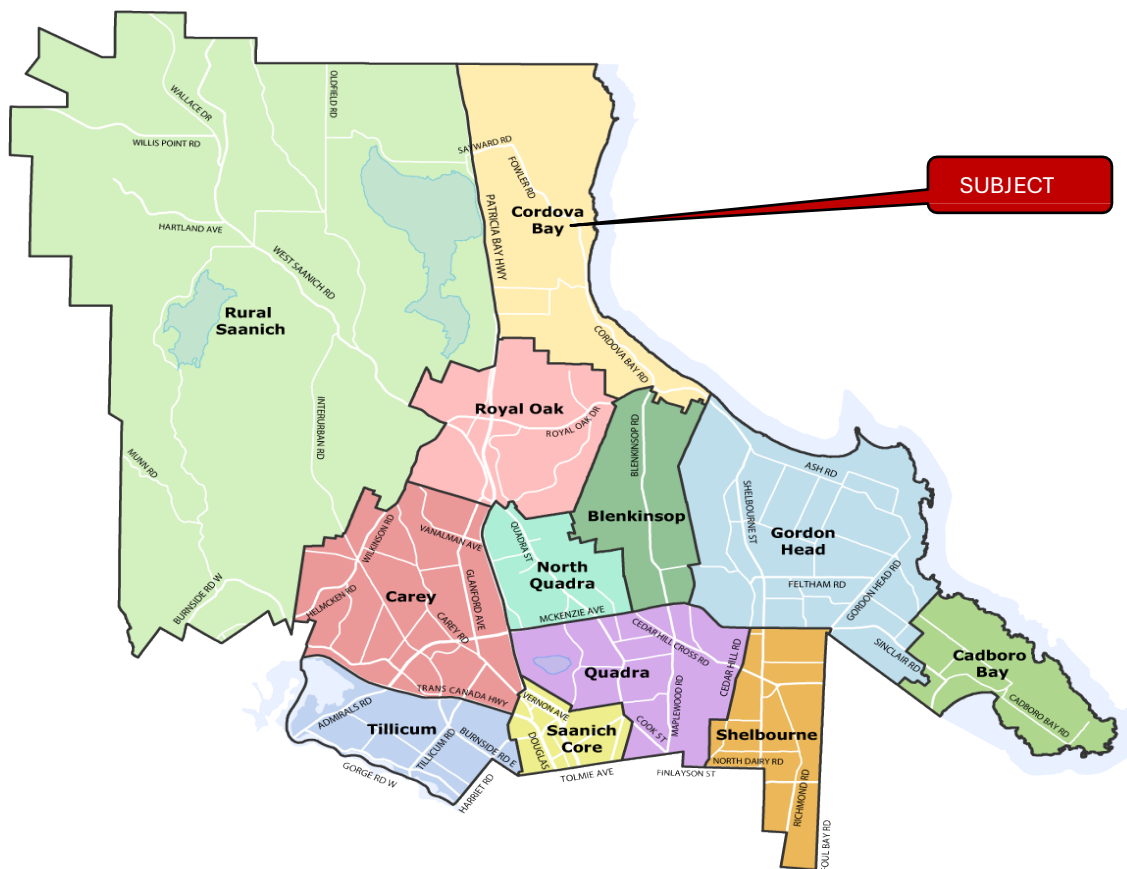 OLDFIELD RD
WALLACE DR
WILLIS POINT RD
SAYWARD RD
FOWLER RD
SUBJECT
PATRICIA BAY HWY
Cordova
Bay
HARTLAND AVE
WEST SAANICH RD
Rural
Saanich
CORDOVA BAY RD
INTERURBAN RD
Royal Oak
ROYAL OAK DR
BLENKINSOP RD
MUNN RD
ASH RD
SHELBOURNE ST
Blenkinsop
Gordon
Head
WILKINSON RD
VANALMAN AVE
QUADRA ST
North
Quadra
GLANFORD AVE
FELTHAM RD
GORDON HEAD RD
BURNSIDE RD W
HELMCKEN RD
Carey
CAREY RD
MCKENZIE AVE
CEDAR HILL CROSS RD
CEDAR HILL RD
SINCLAIR RD
Cadboro
Bay
CADBORO BAY RD
Quadra
MAPLEWOOD RD
TRANS CANADA HWY
ADMIRALS RD
Tillicum
TILLICUM RD
BURNSIDE RD E
VERNON AVE
Saanich
Core
DOUGLAS
COOK ST
Shelbourne
NORTH DAIRY RD
GORGE RD W
HARRIET RD
TOLMIE AVE
FINLAYSON ST
RICHMOND RD
FOUL BAY RD